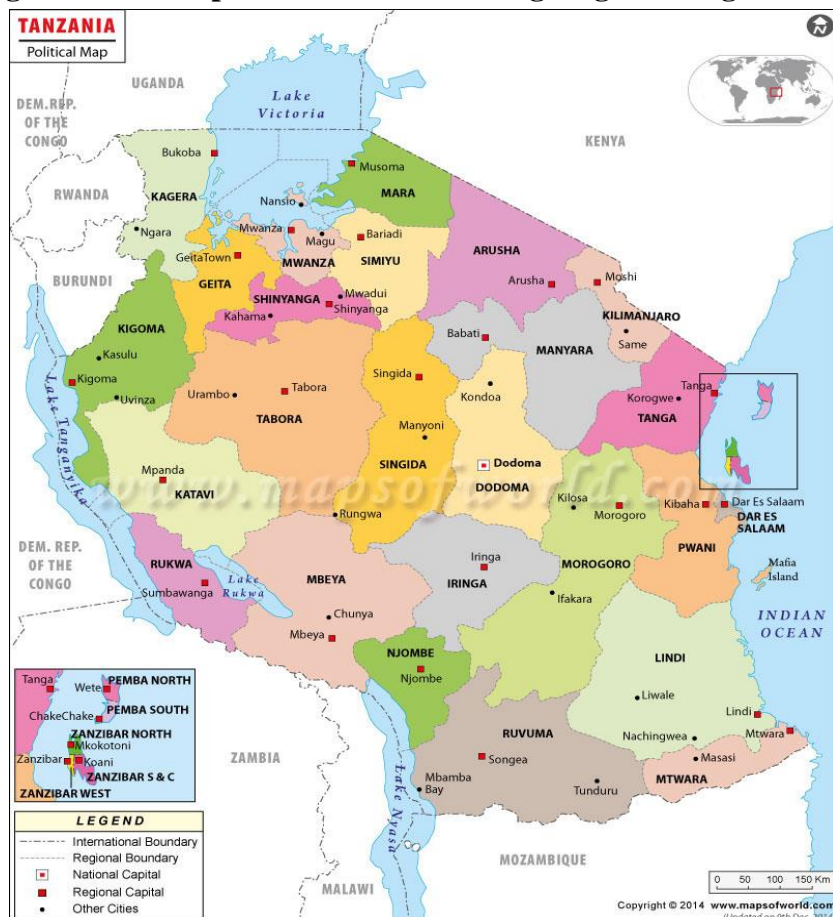 TANZANIA
Political Map
N
UGANDA
DEM. REP.
OF THE
CONGO
Lake
Victoria
KENYA
Bukoba
Musoma
RWANDA
KAGERA
MARA
Nansio
Ngara
Mwanza
Magu
Bariadi
ARUSHA
GeitaTown
MWANZA
SIMIYU
BURUNDI
GEITA
Arusha
Moshi
SHINYANGA
Mwadui
Shinyanga
KIGOMA
Kahama
KILIMANJARO
Babati
MANYARA
Same
Kasulu
Kigoma
Singida
Kondoa
Tanga
Uvinza
Urambo
Tabora
Korogwe
TABORA
TANGA
Lake Tanganyika
Manyoni
Mpanda
SINGIDA
Dodoma
DODOMA
www.mapsofworld.com
KATAVI
Kilosa
Kibaha
Dar Es Salaam
Rungwa
Morogoro
DAR ES
SALAAM
PWANI
DEM. REP.
OF THE
CONGO
RUKWA
Lake
Rukwa
MBEYA
Iringa
IRINGA
MOROGORO
Mafia
Island
Sumbawanga
Ifakara
Chunya
INDIAN
OCEAN
Mbeya
NJOMBE
LINDI
Njombe
Liwale
Tanga
Wete
PEMBA NORTH
ChakeChake
PEMBA SOUTH
ZANZIBAR NORTH
Mkokotoni
Zanzibar
Koani
ZANZIBAR S & C
ZANZIBAR WEST
RUVUMA
Lindi
Nachingwea
Mtwara
ZAMBIA
Songea
Masasi
Lake Nyasa
Mbamba
Bay
Tunduru
MTWARA
LEGEND
International Boundary
Regional Boundary
National Capital
Regional Capital
Other Cities
MOZAMBIQUE
MALAWI
0 50 100 150 Km
Copyright © 2014 www.mapsofworld.com